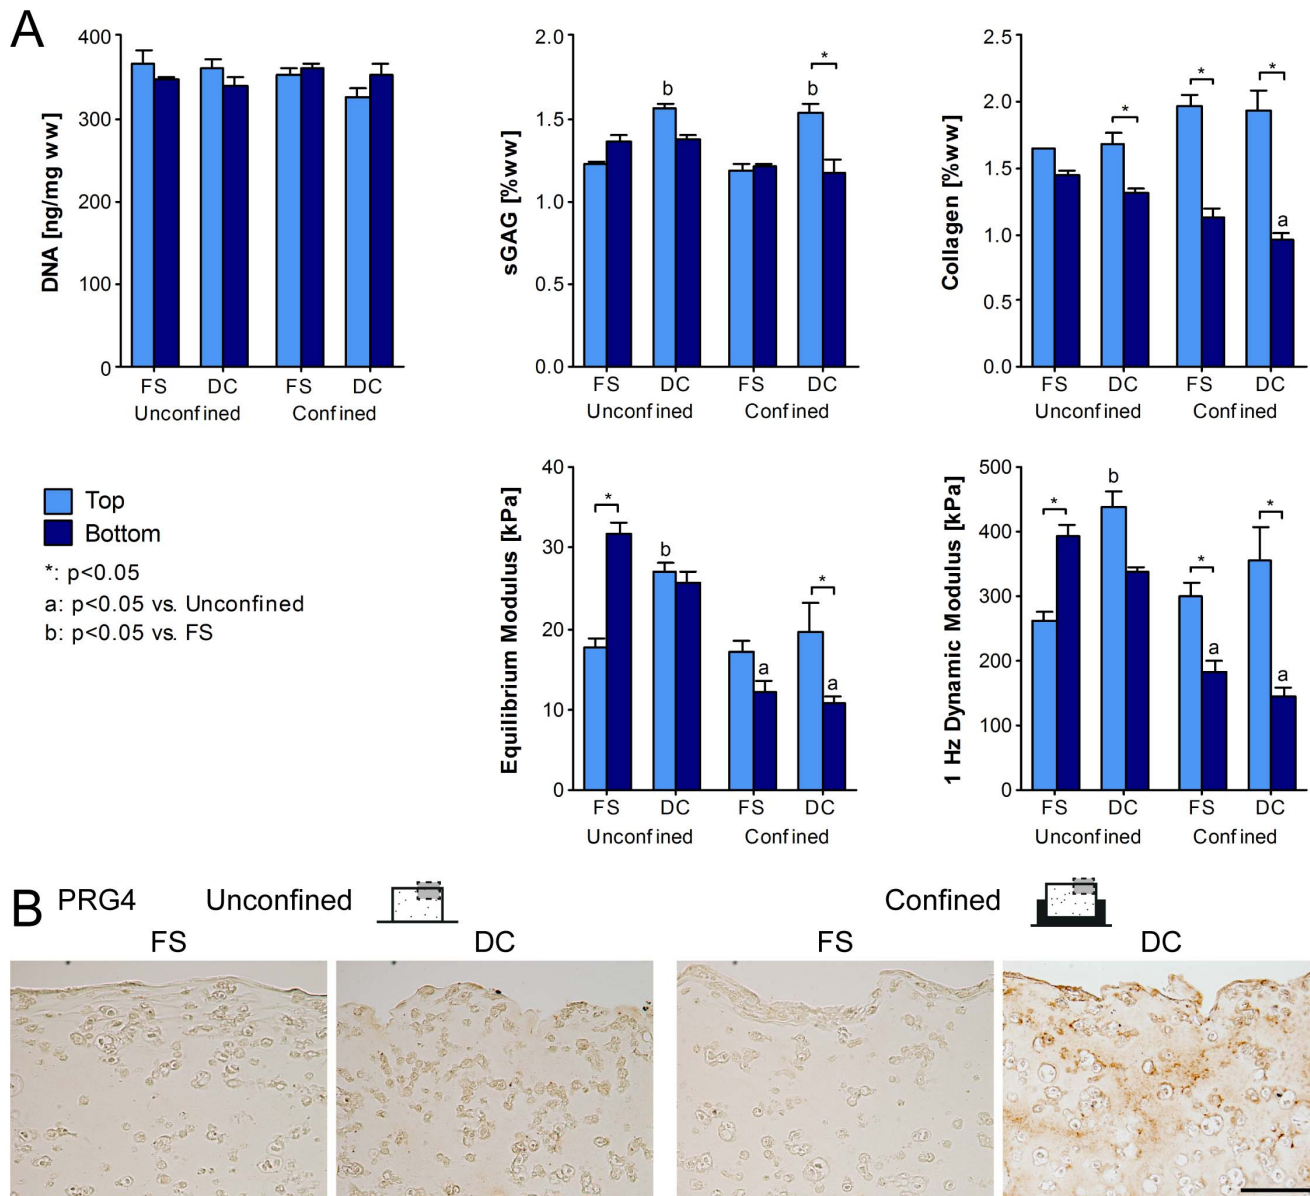 A
DNA [ng/mg ww]
400
300
200
100
0
FS DC FS DC
Unconfined Confined
sGAG [%ww]
2.0
1.5
1.0
0.5
0.0
b
b
*
FS DC FS DC
Unconfined Confined
Collagen [%ww]
2.5
2.0
1.5
1.0
0.5
0.0
*
*
*
a
FS DC FS DC
Unconfined Confined
Top
Bottom
*: p<0.05
a: p<0.05 vs. Unconfined
b: p<0.05 vs. FS
Equilibrium Modulus [kPa]
40
30
20
10
0
*
b
a
*
a
FS DC FS DC
Unconfined Confined
1 Hz Dynamic Modulus [kPa]
500
400
300
200
100
0
*
b
*
a
*
a
FS DC FS DC
Unconfined Confined
B PRG4 Unconfined Confined
FS DC FS DC